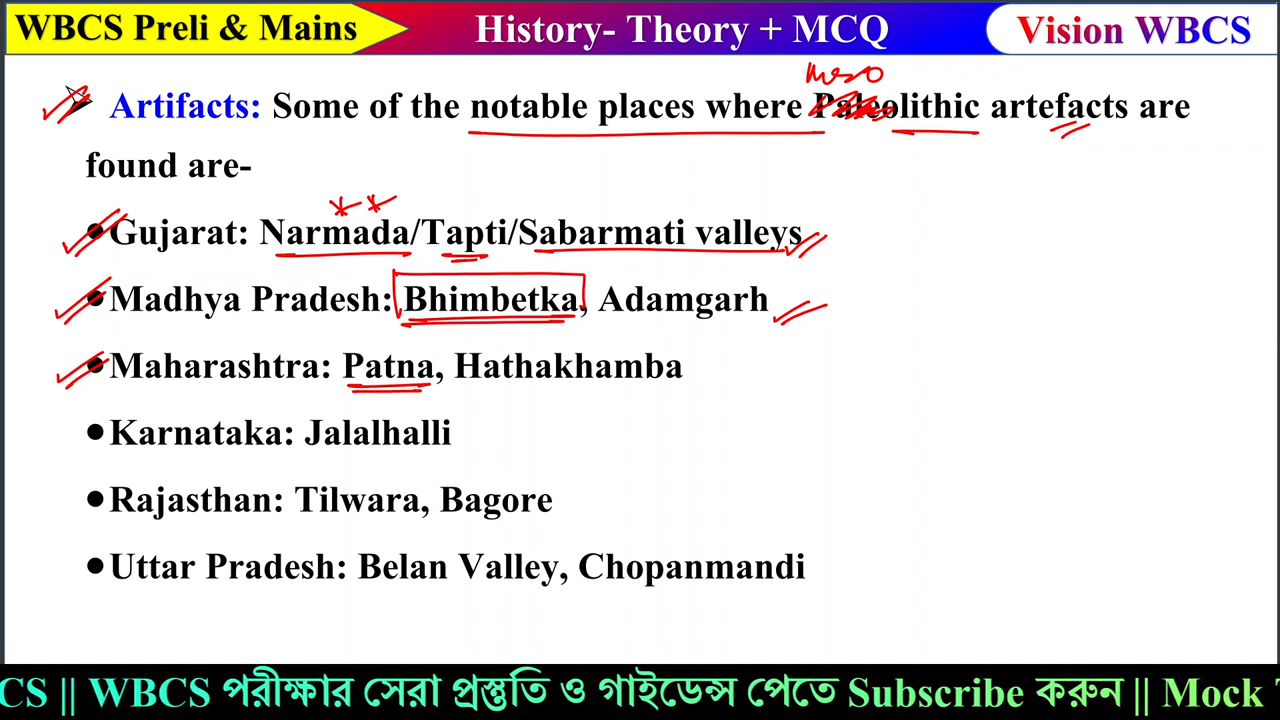 WBCS Preli & Mains
History- Theory + MCQ
Vision WBCS
Meso
Artifacts: Some of the notable places where Paleolithic artefacts are
found are-
Gujarat: Narmada/Tapti/Sabarmati valleys
Madhya Pradesh: Bhimbetka, Adamgarh
Maharashtra: Patna, Hathakhamba
Karnataka: Jalalhalli
Rajasthan: Tilwara, Bagore
Uttar Pradesh: Belan Valley, Chopanmandi
CS || WBCS পরীক্ষার সেরা প্রস্তুতি ও গাইডেন্স পেতে Subscribe করুন || Mock